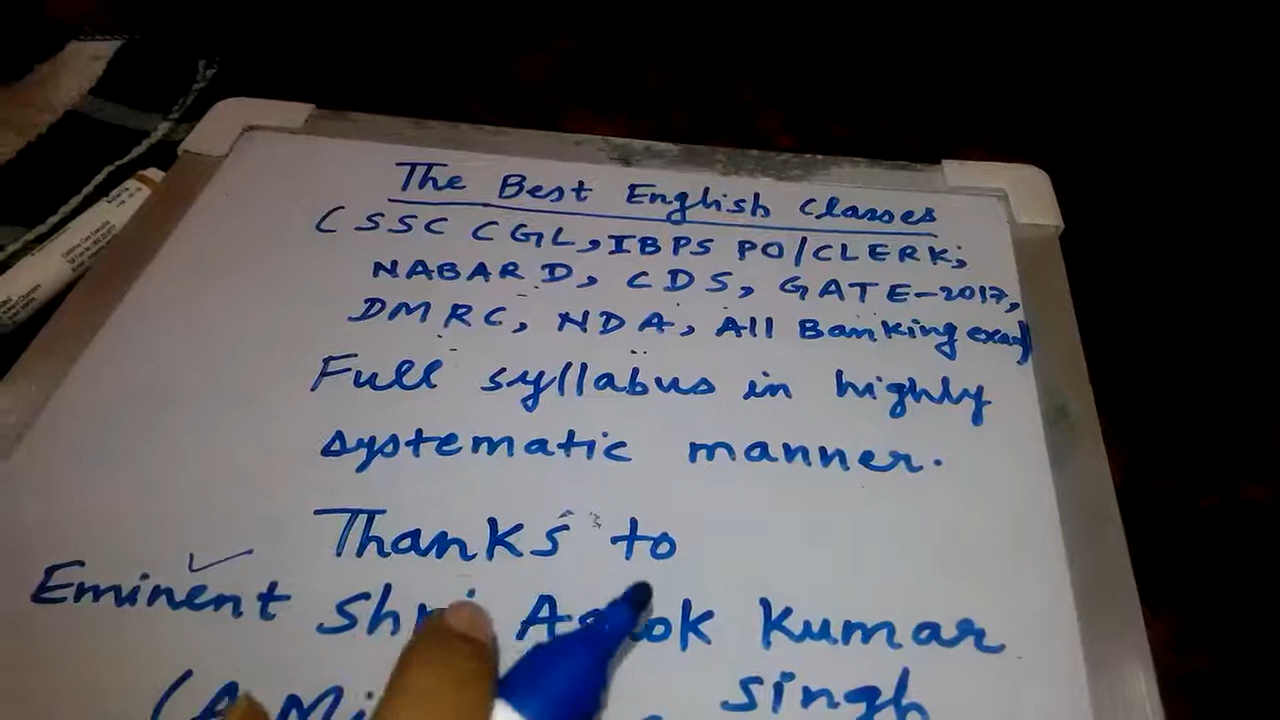 The Best English Classes
(SSC CGL, IBPS PO/CLERK,
NABARD, CDS, GATE-2017,
DMRC, NDA, All Banking exam)
Full syllabus in highly
systematic manner.
Thanks to
Eminent Shri Kumar
Singh